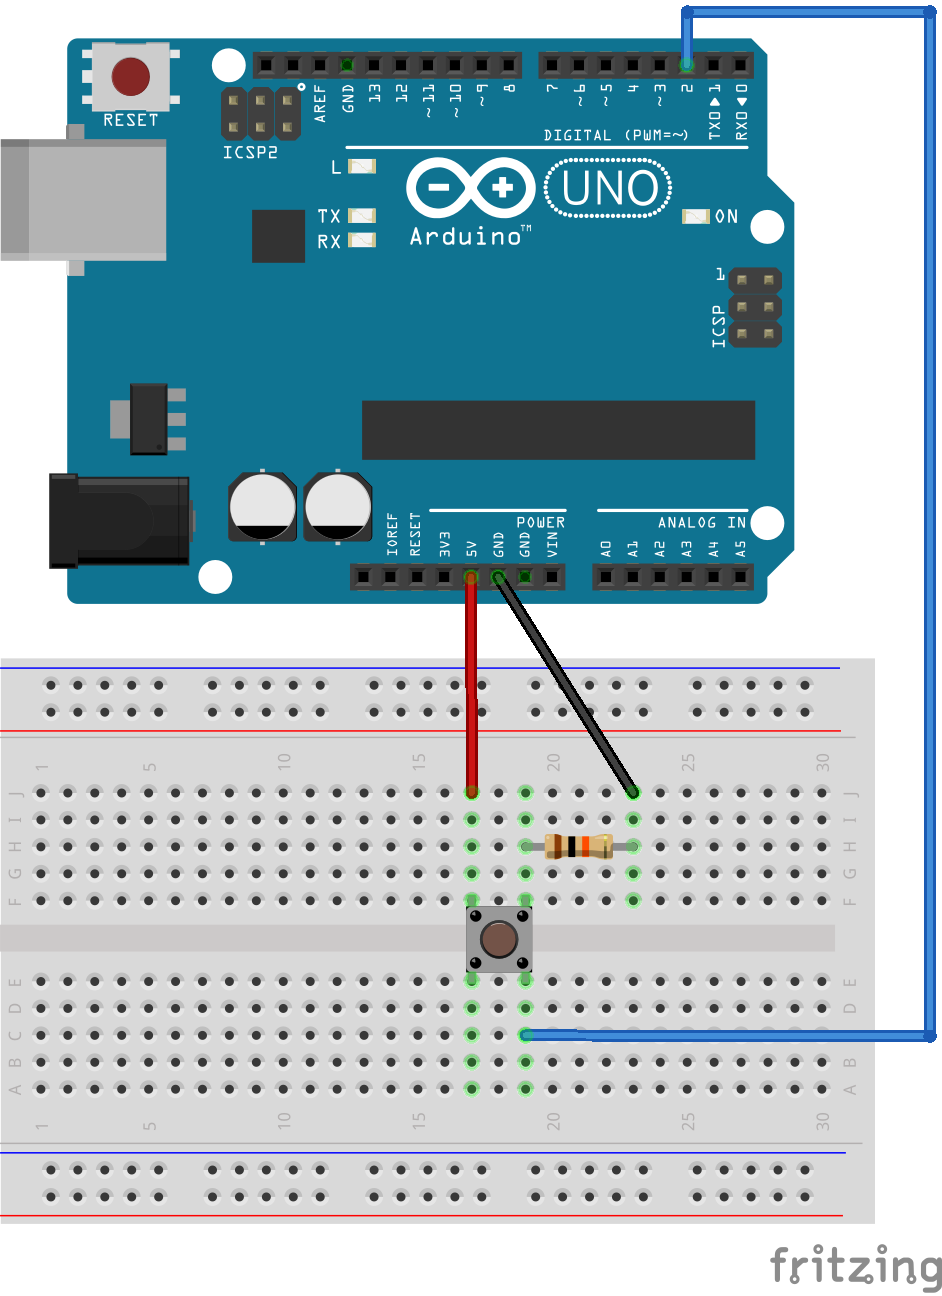 RESET
ICSP2
AREF
GND
13
12
~11
~10
~9
8
7
~6
~5
4
~3
2
TX0▶1
RX0◀0
DIGITAL (PWM=~)
L
TX
RX
UNO
Arduino™
ON
1
ICSP
POWER
ANALOG IN
IOREF
RESET
3V3
5V
GND
GND
VIN
A0
A1
A2
A3
A4
A5
1 5 10 15 20 25 30
J J
I I
H H
G G
F F
E E
D D
C C
B B
A A
1 5 10 15 20 25 30
fritzing